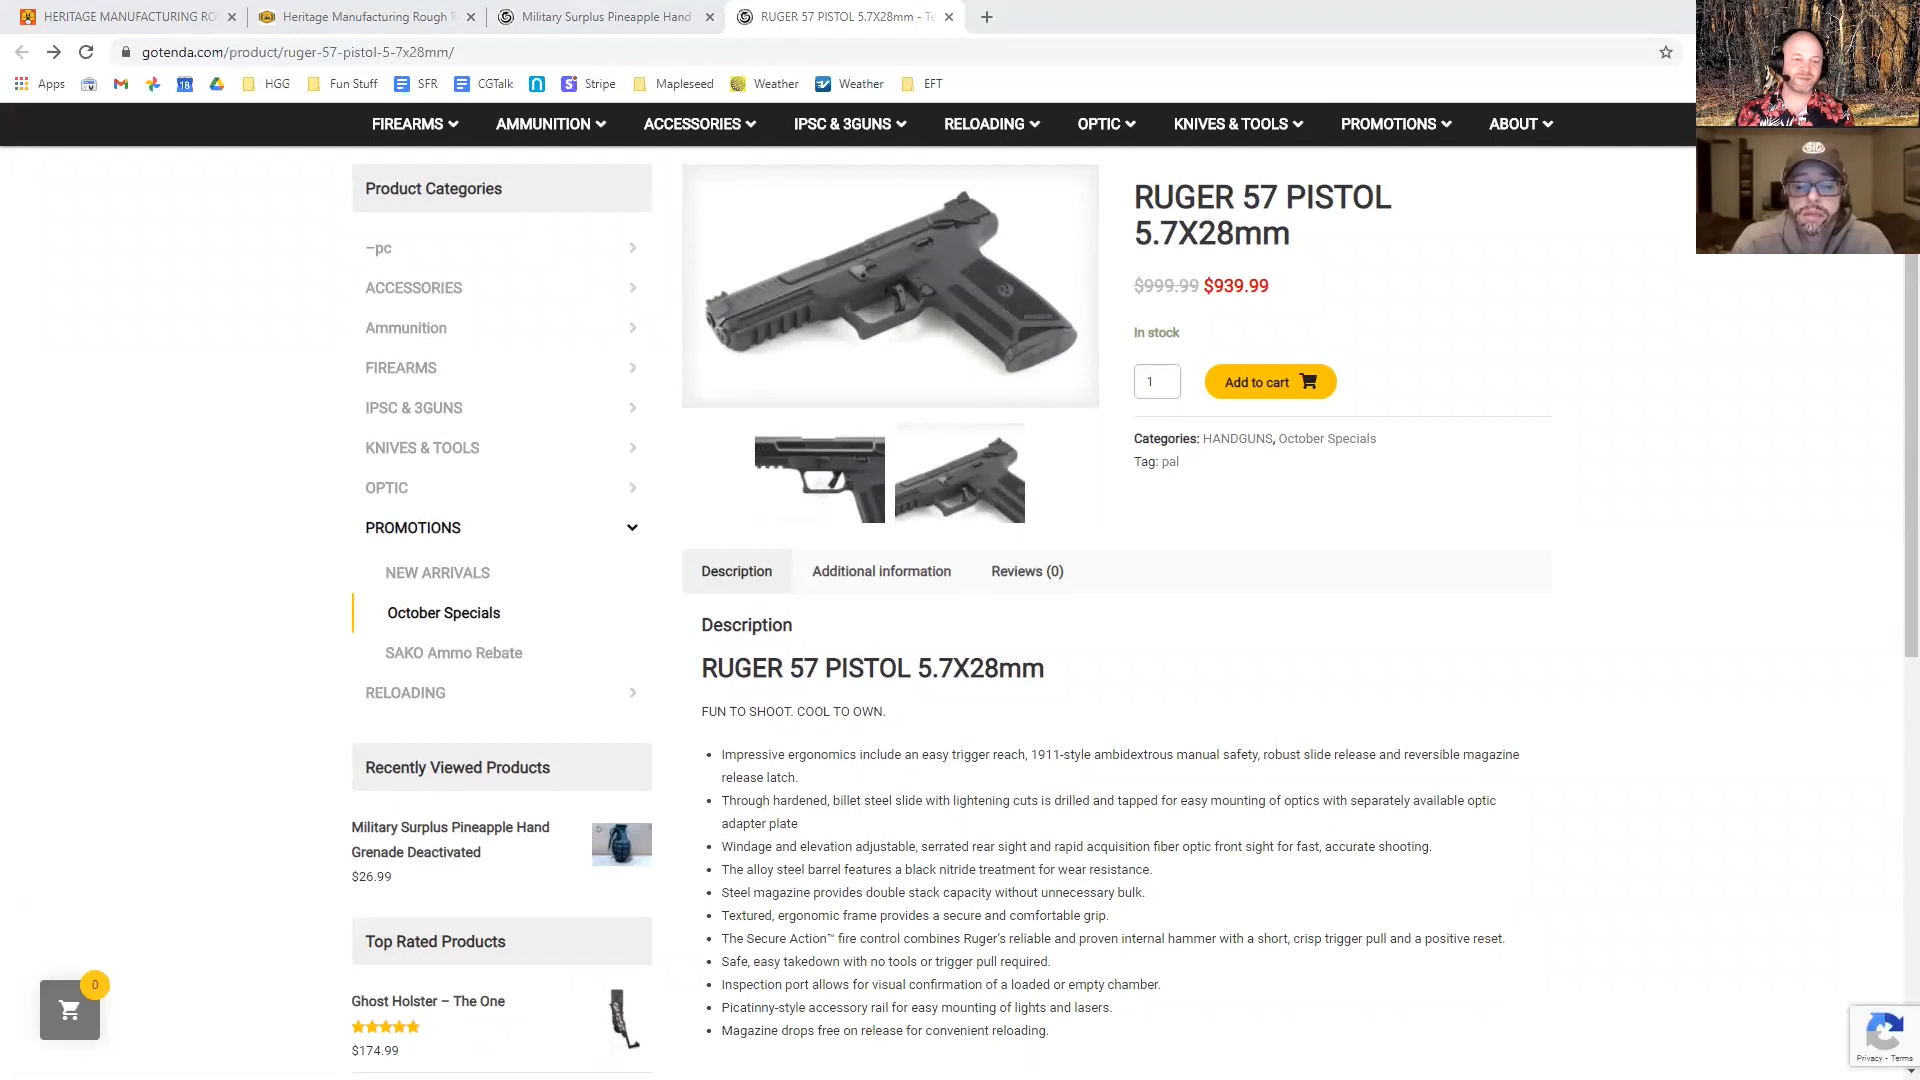 HERITAGE MANUFACTURING RO
Heritage Manufacturing Rough R
Military Surplus Pineapple Hand
RUGER 57 PISTOL 5.7X28mm - Te
gotenda.com/product/ruger-57-pistol-5-7x28mm/
Apps
18
HGG
Fun Stuff
SFR
CGTalk
Stripe
Mapleseed
Weather
Weather
EFT
FIREARMS
AMMUNITION
ACCESSORIES
IPSC & 3GUNS
RELOADING
OPTIC
KNIVES & TOOLS
PROMOTIONS
ABOUT
SIG
Product Categories
–pc
ACCESSORIES
Ammunition
FIREARMS
IPSC & 3GUNS
KNIVES & TOOLS
OPTIC
PROMOTIONS
NEW ARRIVALS
October Specials
SAKO Ammo Rebate
RELOADING
Recently Viewed Products
Military Surplus Pineapple Hand
Grenade Deactivated
$26.99
Top Rated Products
Ghost Holster – The One
$174.99
0
RUGER 57 PISTOL
5.7X28mm
$999.99 $939.99
In stock
1
Add to cart
Categories: HANDGUNS, October Specials
Tag: pal
Description
Additional information
Reviews (0)
Description
RUGER 57 PISTOL 5.7X28mm
FUN TO SHOOT. COOL TO OWN.
Impressive ergonomics include an easy trigger reach, 1911-style ambidextrous manual safety, robust slide release and reversible magazine
release latch.
Through hardened, billet steel slide with lightening cuts is drilled and tapped for easy mounting of optics with separately available optic
adapter plate
Windage and elevation adjustable, serrated rear sight and rapid acquisition fiber optic front sight for fast, accurate shooting.
The alloy steel barrel features a black nitride treatment for wear resistance.
Steel magazine provides double stack capacity without unnecessary bulk.
Textured, ergonomic frame provides a secure and comfortable grip.
The Secure Action™ fire control combines Ruger's reliable and proven internal hammer with a short, crisp trigger pull and a positive reset.
Safe, easy takedown with no tools or trigger pull required.
Inspection port allows for visual confirmation of a loaded or empty chamber.
Picatinny-style accessory rail for easy mounting of lights and lasers.
Magazine drops free on release for convenient reloading.
Privacy - Terms